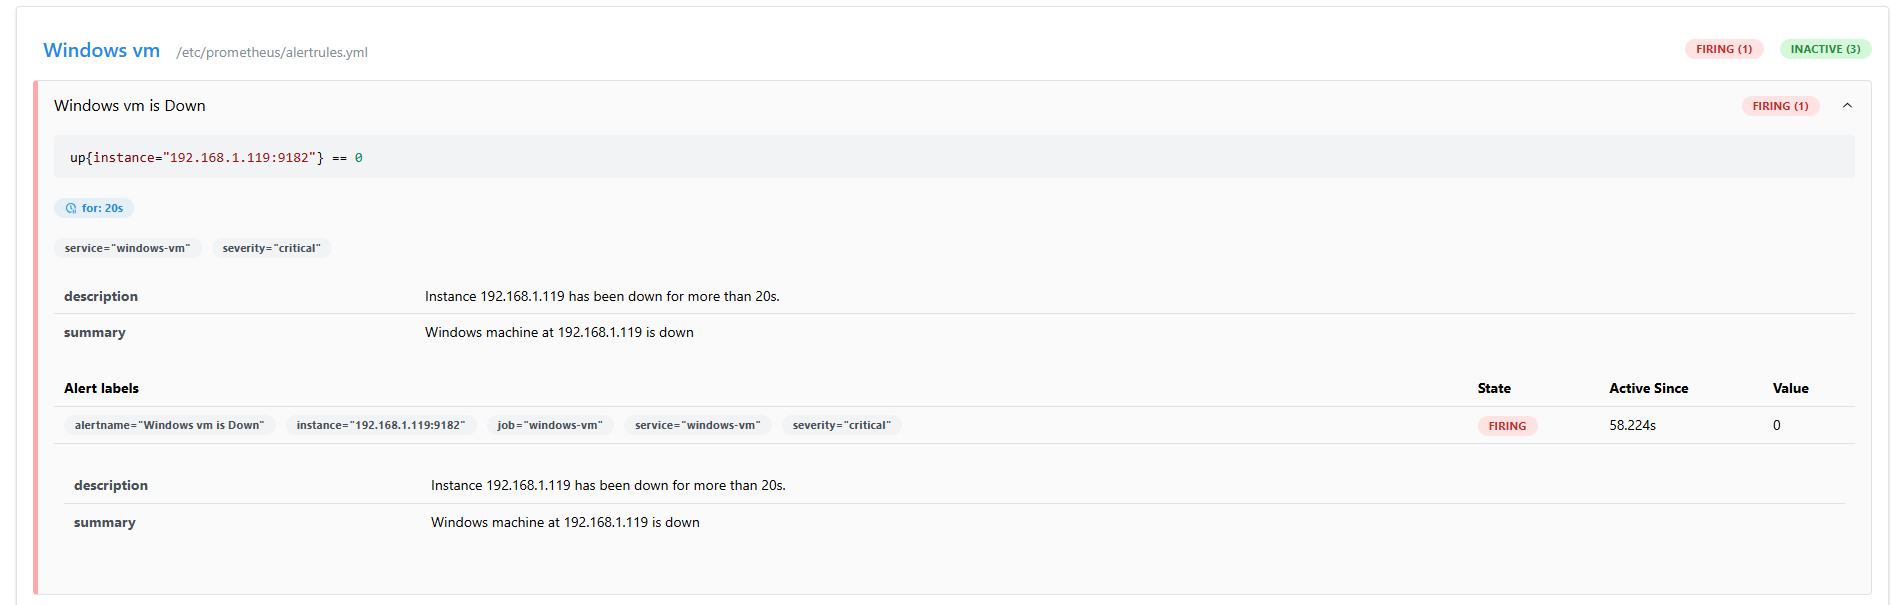 Windows vm /etc/prometheus/alertrules.yml FIRING (1) INACTIVE (3)
Windows vm is Down FIRING (1)
up{instance="192.168.1.119:9182"} == 0
for: 20s
service="windows-vm" severity="critical"
description Instance 192.168.1.119 has been down for more than 20s.
summary Windows machine at 192.168.1.119 is down
Alert labels State Active Since Value
alertname="Windows vm is Down" instance="192.168.1.119:9182" job="windows-vm" service="windows-vm" severity="critical" FIRING 58.224s 0
description Instance 192.168.1.119 has been down for more than 20s.
summary Windows machine at 192.168.1.119 is down